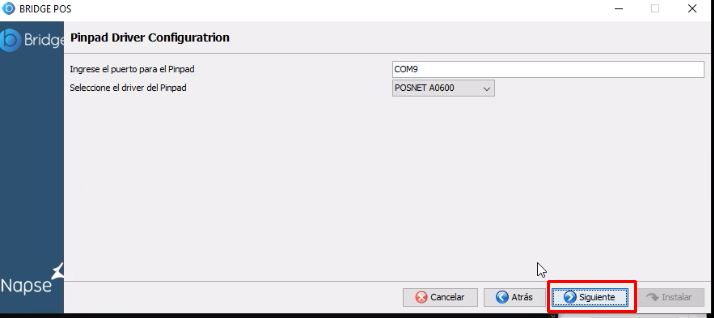 BRIDGE POS
Bridge
Pinpad Driver Configuratrion
Ingrese el puerto para el Pinpad
COM9
Seleccione el driver del Pinpad
POSNET A0600
Napse
Cancelar
Atrás
Siguiente
Instalar